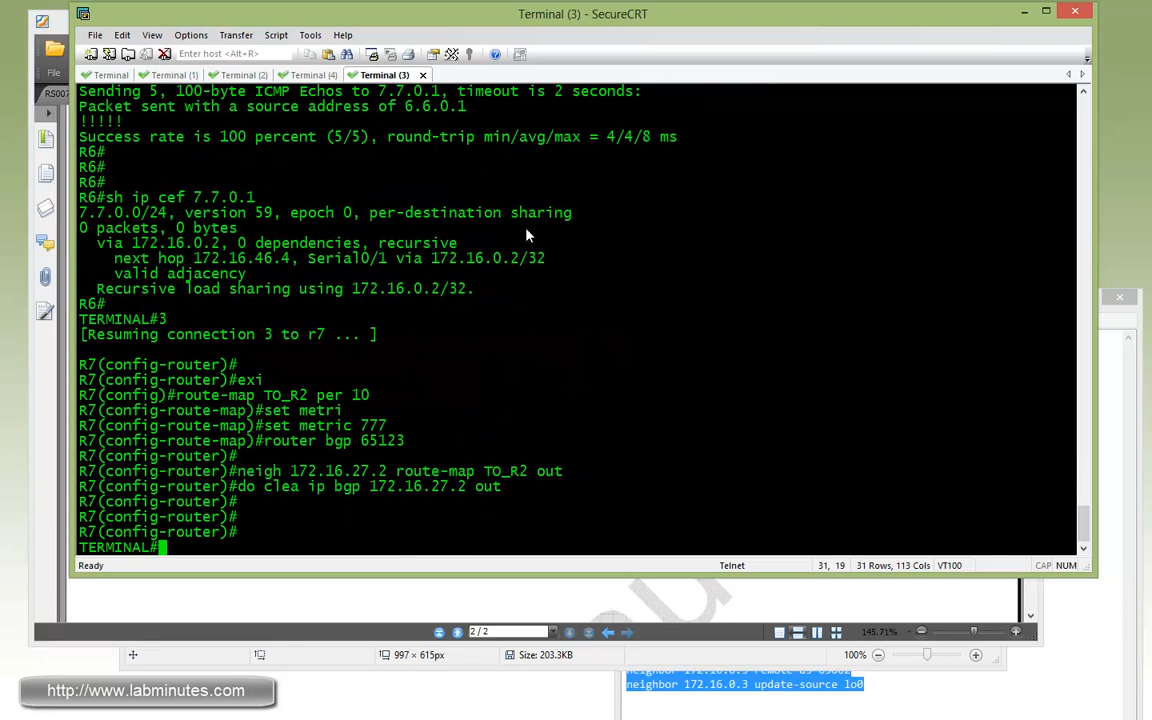 Terminal (3) - SecureCRT
File Edit View Options Transfer Script Tools Help
Enter host <Alt+R>
File
Terminal Terminal (1) Terminal (2) Terminal (4) Terminal (3)
RS007
Sending 5, 100-byte ICMP Echos to 7.7.0.1, timeout is 2 seconds:
Packet sent with a source address of 6.6.0.1
!!!!!
Success rate is 100 percent (5/5), round-trip min/avg/max = 4/4/8 ms
R6#
R6#
R6#
R6#sh ip cef 7.7.0.1
7.7.0.0/24, version 59, epoch 0, per-destination sharing
0 packets, 0 bytes
via 172.16.0.2, 0 dependencies, recursive
next hop 172.16.46.4, Serial0/1 via 172.16.0.2/32
valid adjacency
Recursive load sharing using 172.16.0.2/32.
R6#
TERMINAL#3
[Resuming connection 3 to r7 ... ]
R7(config-router)#
R7(config-router)#exi
R7(config)#route-map TO_R2 per 10
R7(config-route-map)#set metri
R7(config-route-map)#set metric 777
R7(config-route-map)#router bgp 65123
R7(config-router)#
R7(config-router)#neigh 172.16.27.2 route-map TO_R2 out
R7(config-router)#do clea ip bgp 172.16.27.2 out
R7(config-router)#
R7(config-router)#
R7(config-router)#
TERMINAL#
Ready Telnet 31, 19 31 Rows, 113 Cols VT100 CAP NUM
2 / 2 145.71%
997 × 615px Size: 203.3KB 100%
neighbor 172.16.0.3 update-source lo0
http://www.labminutes.com